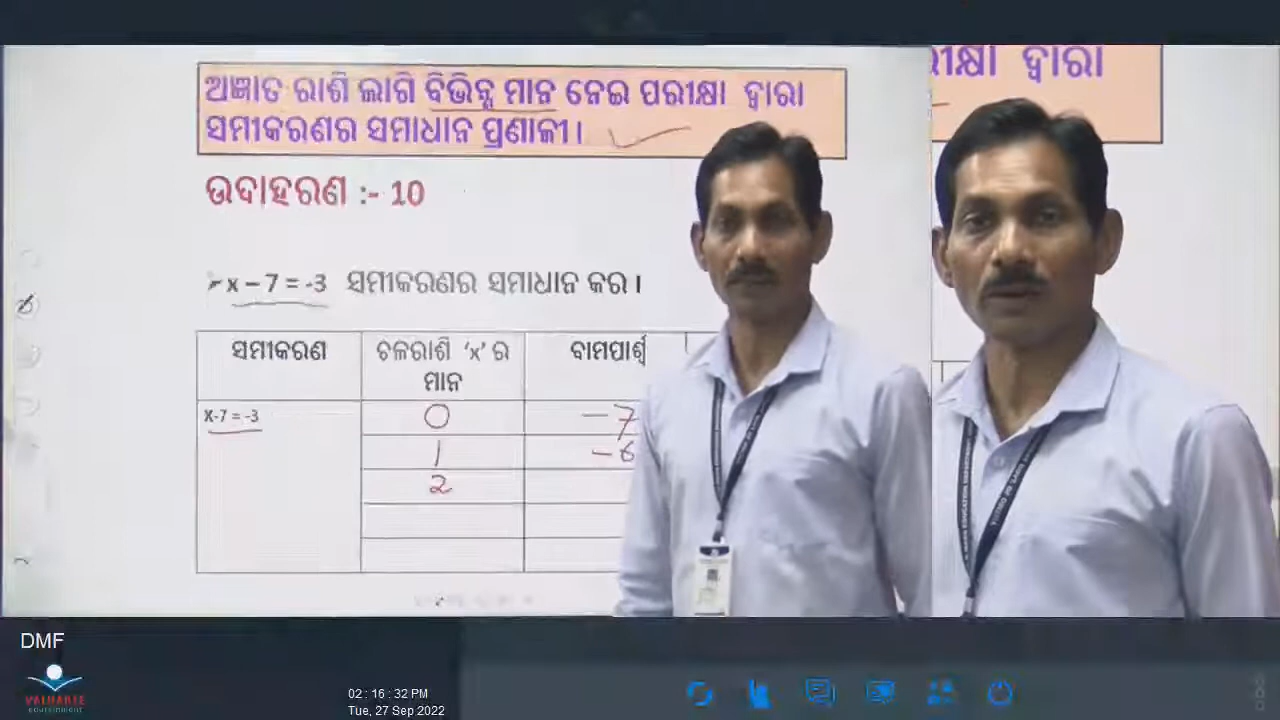 ଅଜ୍ଞାତ ରାଶି ଲାଗି ବିଭିନ୍ନ ମାନ ନେଇ ପରୀକ୍ଷା ଦ୍ୱାରା
ସମୀକରଣର ସମାଧାନ ପ୍ରଣାଳୀ।
ରୀକ୍ଷା ଦ୍ୱାରା
ଉଦାହରଣ :- 10
➢ x – 7 = -3 ସମୀକରଣର ସମାଧାନ କର।
ସମୀକରଣ ଚଳରାଶି ‘x’ ର ବାମପାର୍ଶ୍ୱ
ମାନ
X-7 = -3 0 -7
1 -6
2
DMF
VALUABLE
02 : 16 : 32 PM
Tue, 27 Sep 2022